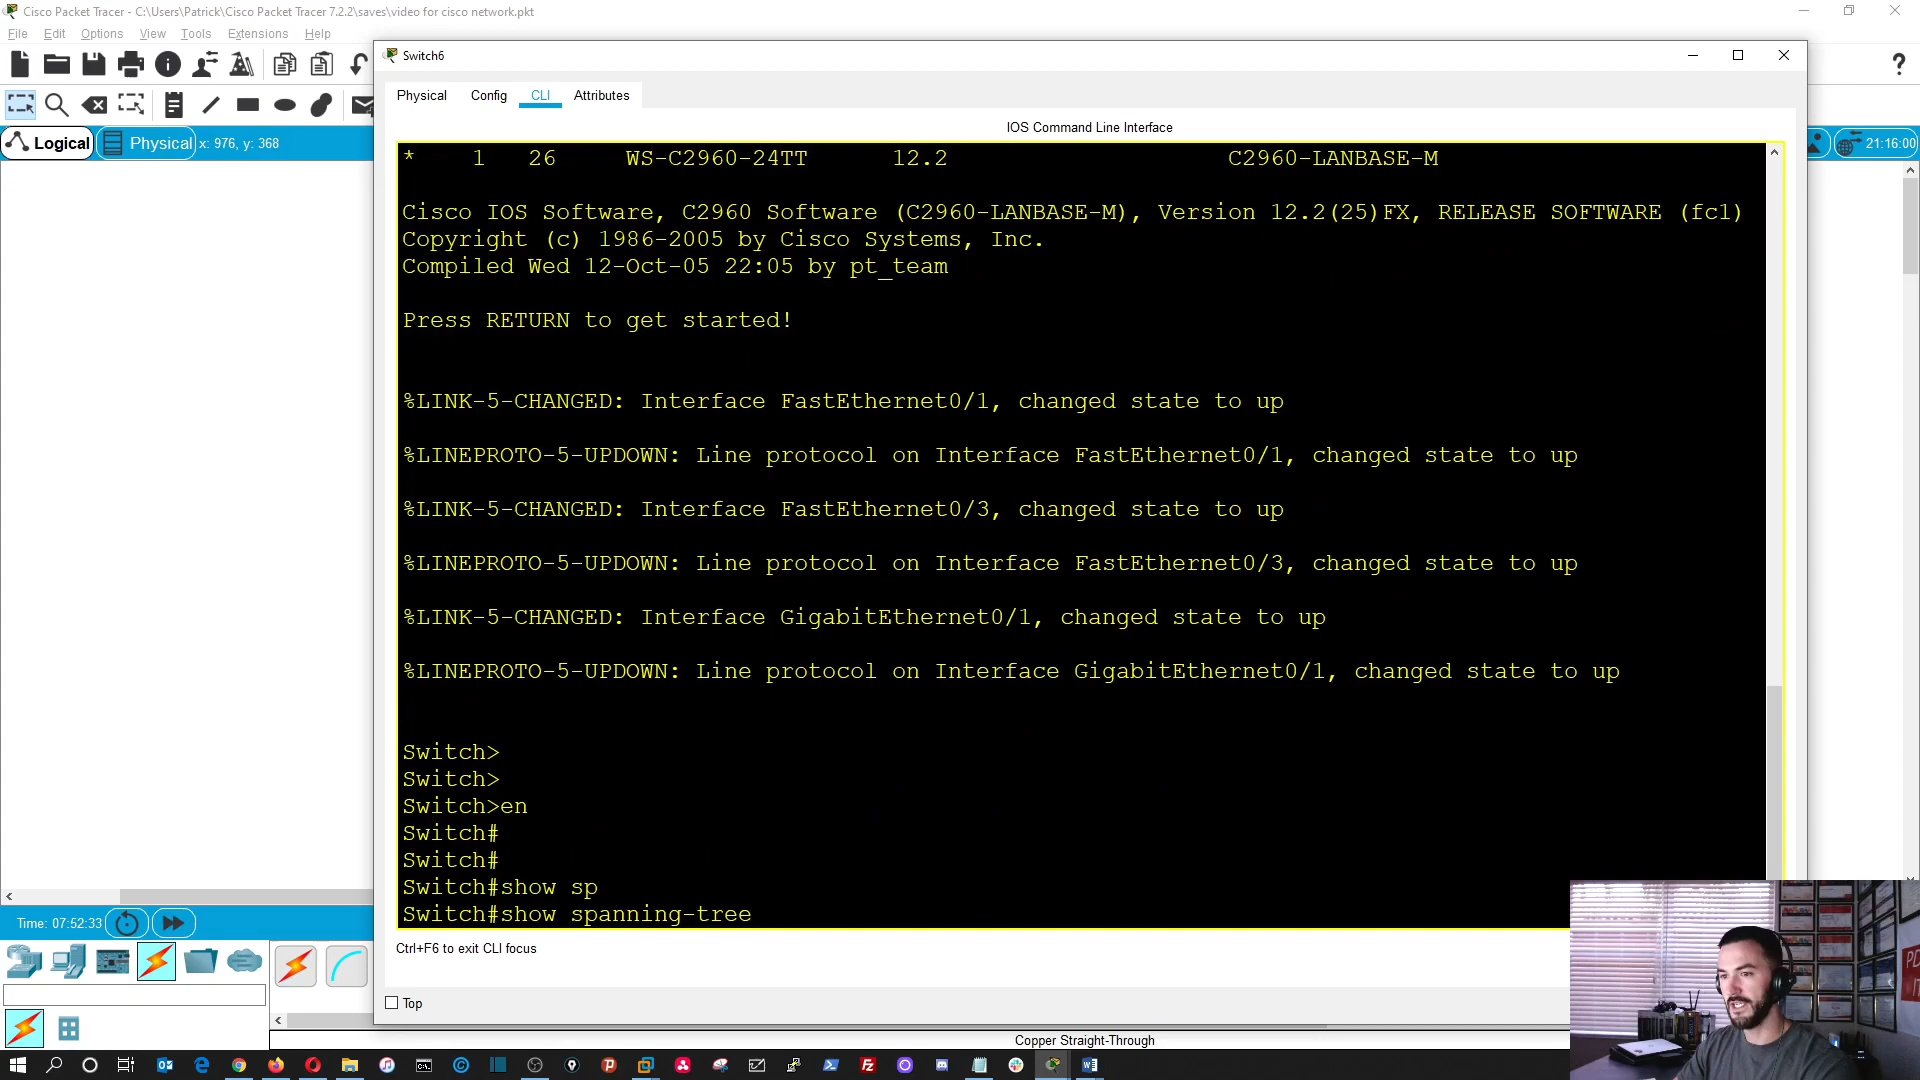 Cisco Packet Tracer - C:\Users\Patrick\Cisco Packet Tracer 7.2.2\saves\video for cisco network.pkt
File Edit Options View Tools Extensions Help
Switch6
Physical Config CLI Attributes
Logical Physical x: 976, y: 368
21:16:00
IOS Command Line Interface
* 1 26 WS-C2960-24TT 12.2 C2960-LANBASE-M
Cisco IOS Software, C2960 Software (C2960-LANBASE-M), Version 12.2(25)FX, RELEASE SOFTWARE (fc1)
Copyright (c) 1986-2005 by Cisco Systems, Inc.
Compiled Wed 12-Oct-05 22:05 by pt_team
Press RETURN to get started!
%LINK-5-CHANGED: Interface FastEthernet0/1, changed state to up
%LINEPROTO-5-UPDOWN: Line protocol on Interface FastEthernet0/1, changed state to up
%LINK-5-CHANGED: Interface FastEthernet0/3, changed state to up
%LINEPROTO-5-UPDOWN: Line protocol on Interface FastEthernet0/3, changed state to up
%LINK-5-CHANGED: Interface GigabitEthernet0/1, changed state to up
%LINEPROTO-5-UPDOWN: Line protocol on Interface GigabitEthernet0/1, changed state to up
Switch>
Switch>
Switch>en
Switch#
Switch#
Switch#show sp
Switch#show spanning-tree
Ctrl+F6 to exit CLI focus
Time: 07:52:33
Top
Copper Straight-Through